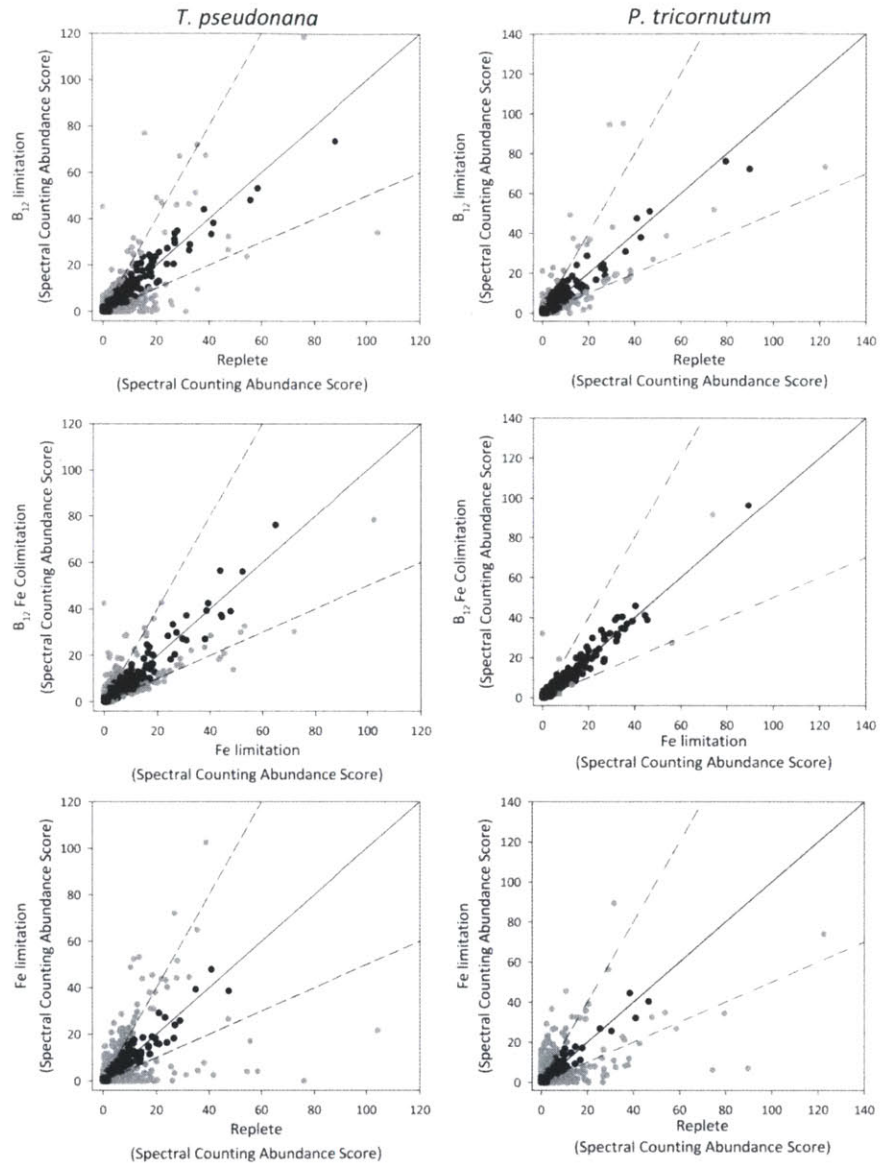 T. pseudonana
P. tricornutum
120
100
80
60
40
20
0
B12 limitation
(Spectral Counting Abundance Score)
0 20 40 60 80 100 120
Replete
(Spectral Counting Abundance Score)
140
120
100
80
60
40
20
0
B12 limitation
(Spectral Counting Abundance Score)
0 20 40 60 80 100 120 140
Replete
(Spectral Counting Abundance Score)
120
100
80
60
40
20
0
B12 Fe Colimitation
(Spectral Counting Abundance Score)
0 20 40 60 80 100 120
Fe limitation
(Spectral Counting Abundance Score)
140
120
100
80
60
40
20
0
B12 Fe Colimitation
(Spectral Counting Abundance Score)
0 20 40 60 80 100 120 140
Fe limitation
(Spectral Counting Abundance Score)
120
100
80
60
40
20
0
Fe limitation
(Spectral Counting Abundance Score)
0 20 40 60 80 100 120
Replete
(Spectral Counting Abundance Score)
140
120
100
80
60
40
20
0
Fe limitation
(Spectral Counting Abundance Score)
0 20 40 60 80 100 120 140
Replete
(Spectral Counting Abundance Score)